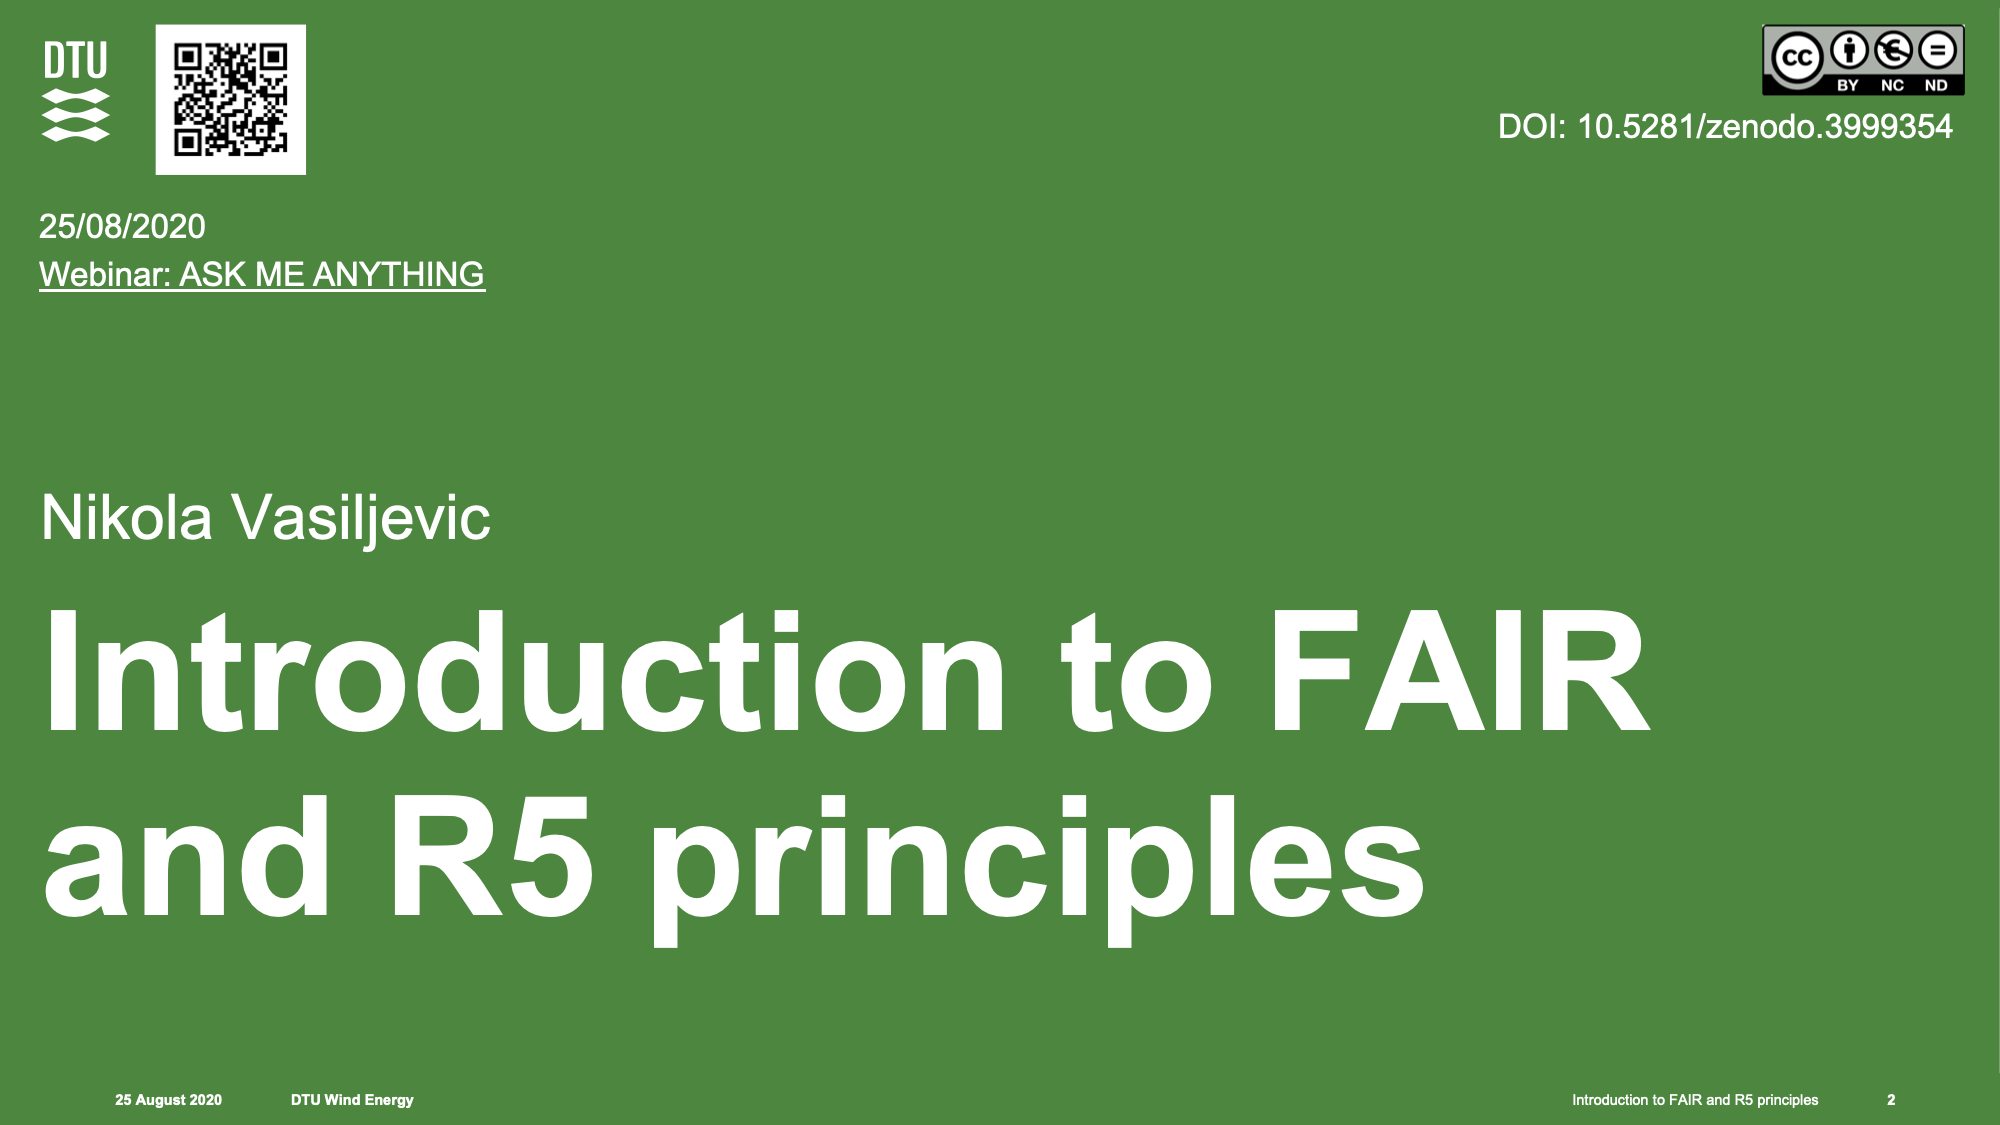 DTU
cc BY NC ND
DOI: 10.5281/zenodo.3999354
25/08/2020
Webinar: ASK ME ANYTHING
Nikola Vasiljevic
Introduction to FAIR
and R5 principles
25 August 2020 DTU Wind Energy Introduction to FAIR and R5 principles 2